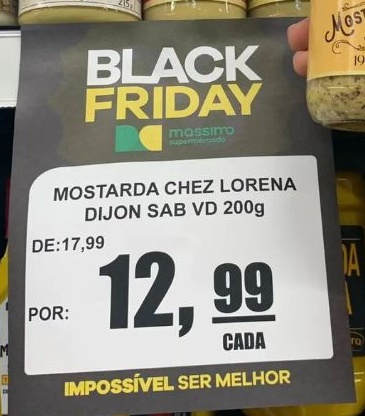 215g
BLACK
FRIDAY
massimo
supermercado
MOSTARDA CHEZ LORENA
DIJON SAB VD 200g
DE:17,99
POR: 12,99
CADA
IMPOSSÍVEL SER MELHOR